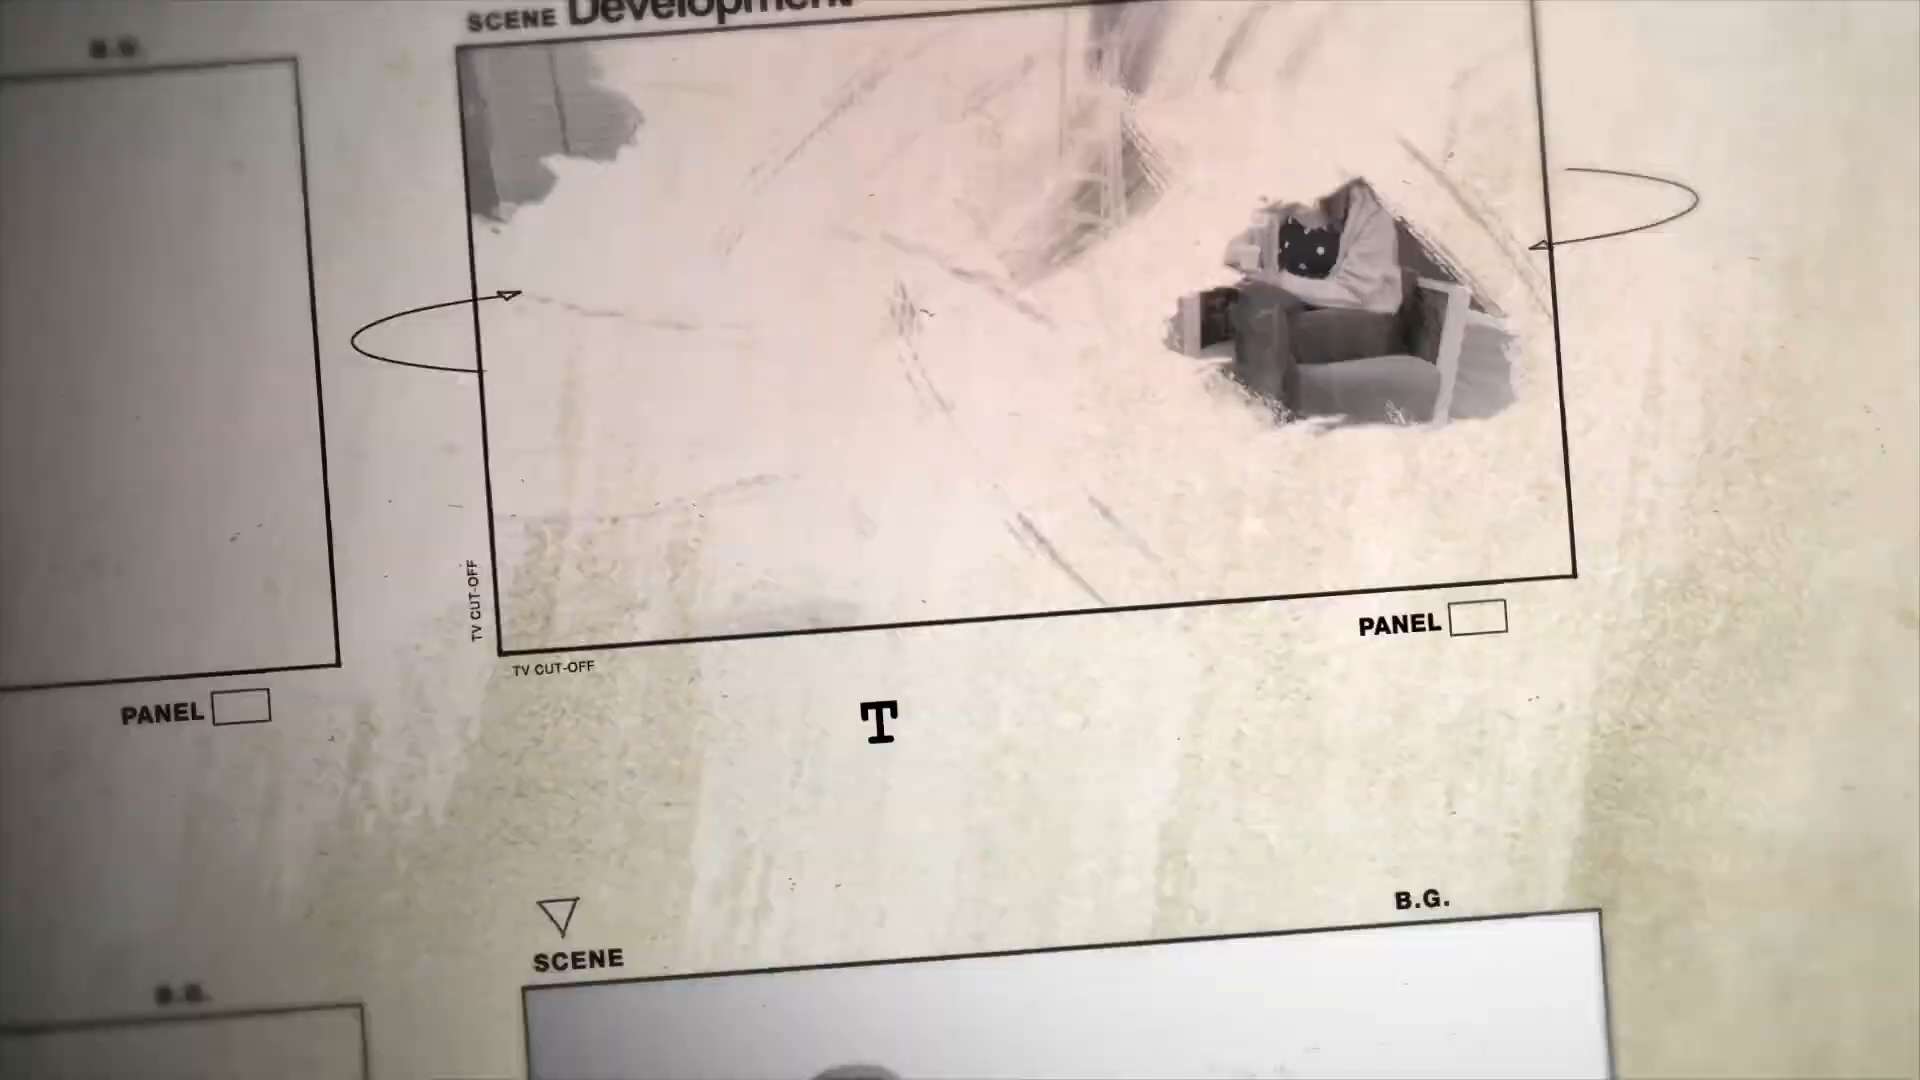 B.G.
SCENE Development
TV CUT-OFF
TV CUT-OFF
PANEL
PANEL
T
B.G.
SCENE
B.G.